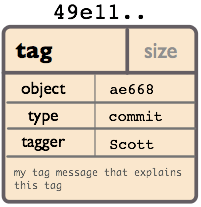 49e11..
tag size
object ae668
type commit
tagger Scott
my tag message that explains
this tag